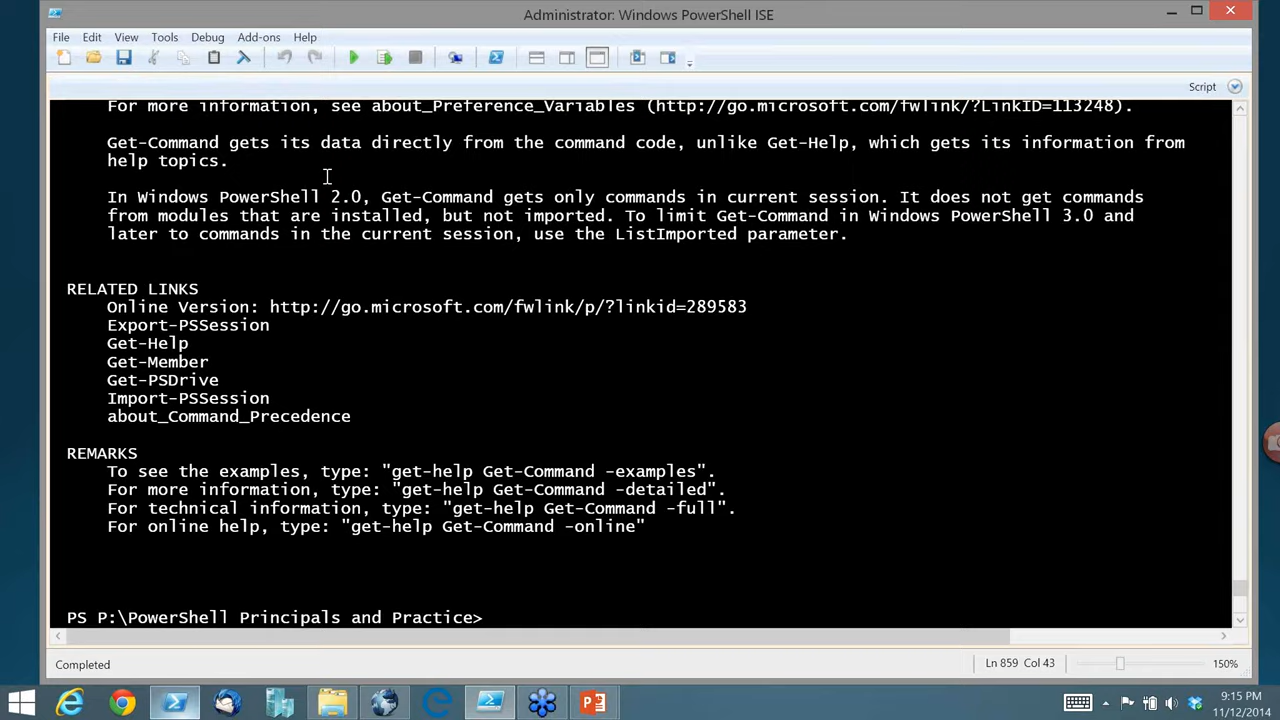 Administrator: Windows PowerShell ISE
File Edit View Tools Debug Add-ons Help
Script
For more information, see about_Preference_Variables (http://go.microsoft.com/fwlink/?LinkID=113248).
Get-Command gets its data directly from the command code, unlike Get-Help, which gets its information from
help topics.
In Windows PowerShell 2.0, Get-Command gets only commands in current session. It does not get commands
from modules that are installed, but not imported. To limit Get-Command in Windows PowerShell 3.0 and
later to commands in the current session, use the ListImported parameter.
RELATED LINKS
Online Version: http://go.microsoft.com/fwlink/p/?linkid=289583
Export-PSSession
Get-Help
Get-Member
Get-PSDrive
Import-PSSession
about_Command_Precedence
REMARKS
To see the examples, type: "get-help Get-Command -examples".
For more information, type: "get-help Get-Command -detailed".
For technical information, type: "get-help Get-Command -full".
For online help, type: "get-help Get-Command -online"
PS P:\PowerShell Principals and Practice>
Completed
Ln 859 Col 43
150%
9:15 PM
11/12/2014